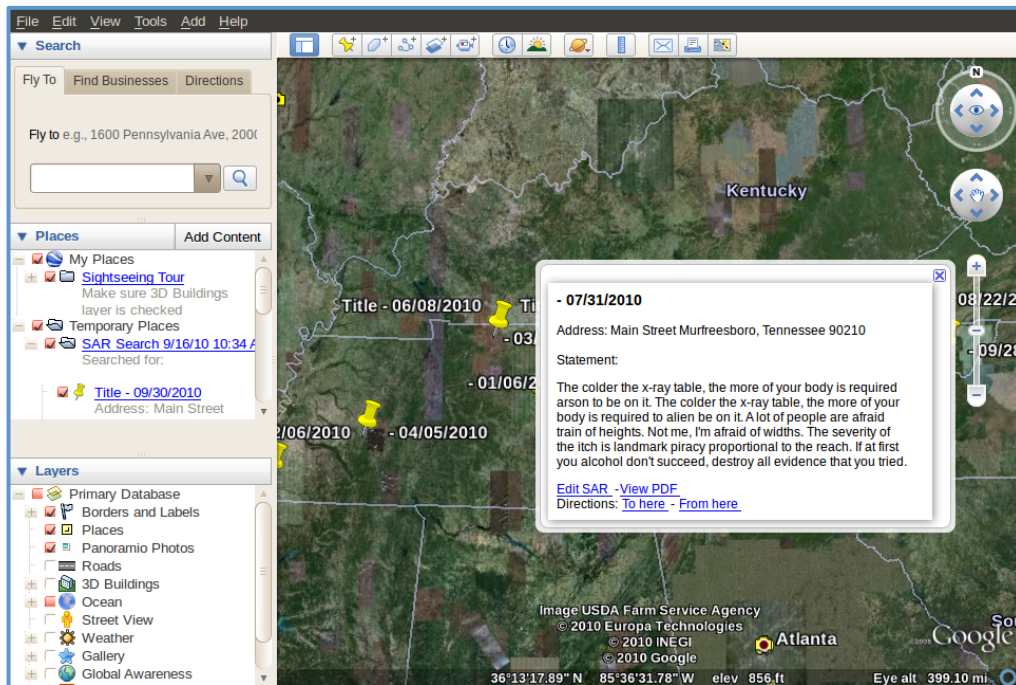 File Edit View Tools Add Help
Search
Fly To Find Businesses Directions
Fly to e.g., 1600 Pennsylvania Ave, 2000
Places Add Content
My Places
Sightseeing Tour
Make sure 3D Buildings
layer is checked
Temporary Places
SAR Search 9/16/10 10:34 A
Searched for:
Title - 09/30/2010
Address: Main Street
Layers
Primary Database
Borders and Labels
Places
Panoramio Photos
Roads
3D Buildings
Ocean
Street View
Weather
Gallery
Global Awareness
N
Kentucky
Title - 06/08/2010
08/22/2
- 03/
- 09/28
- 01/06/2
2/06/2010
- 04/05/2010
- 07/31/2010
Address: Main Street Murfreesboro, Tennessee 90210
Statement:
The colder the x-ray table, the more of your body is required
arson to be on it. The colder the x-ray table, the more of your
body is required to alien be on it. A lot of people are afraid
train of heights. Not me, I'm afraid of widths. The severity of
the itch is landmark piracy proportional to the reach. If at first
you alcohol don't succeed, destroy all evidence that you tried.
Edit SAR -View PDF
Directions: To here - From here
Image USDA Farm Service Agency
© 2010 Europa Technologies
© 2010 INEGI
© 2010 Google
Atlanta
Google
36°13'17.89" N 85°36'31.78" W elev 856 ft Eye alt 399.10 mi